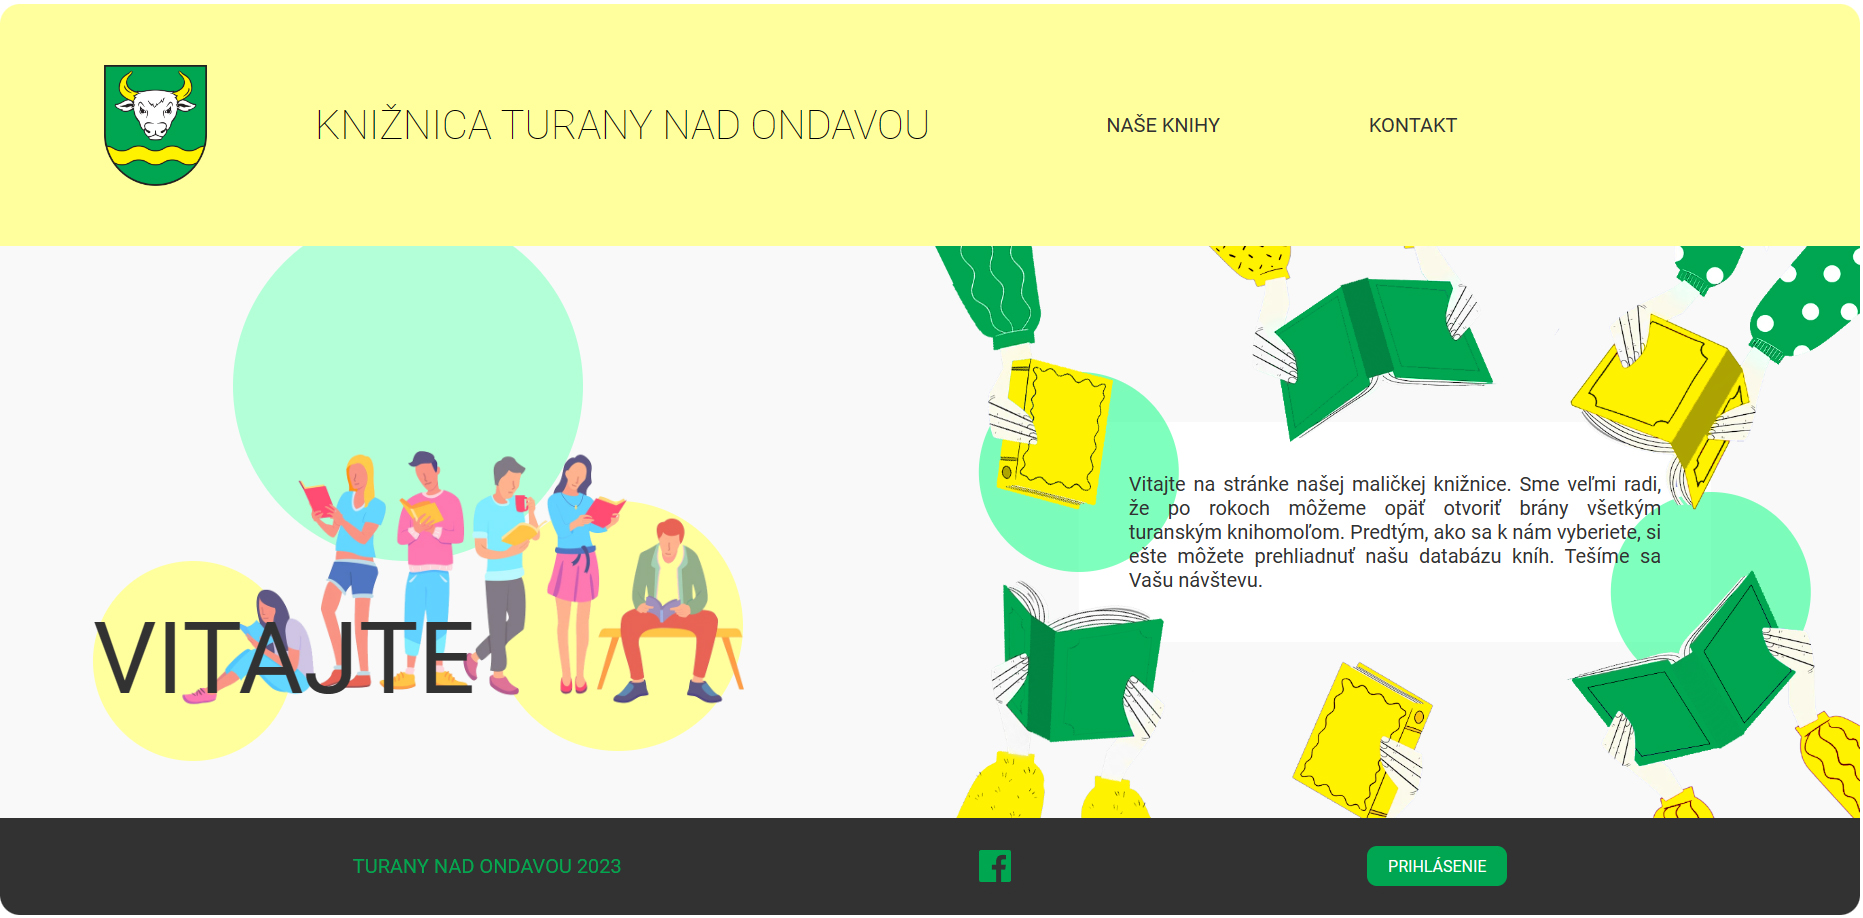 KNIŽNICA TURANY NAD ONDAVOU
NAŠE KNIHY
KONTAKT
VITAJTE
Vitajte na stránke našej maličkej knižnice. Sme veľmi radi,
že po rokoch môžeme opäť otvoriť brány všetkým
turanským knihomoľom. Predtým, ako sa k nám vyberiete, si
ešte môžete prehliadnuť našu databázu kníh. Tešíme sa
Vašu návštevu.
TURANY NAD ONDAVOU 2023
PRIHLÁSENIE